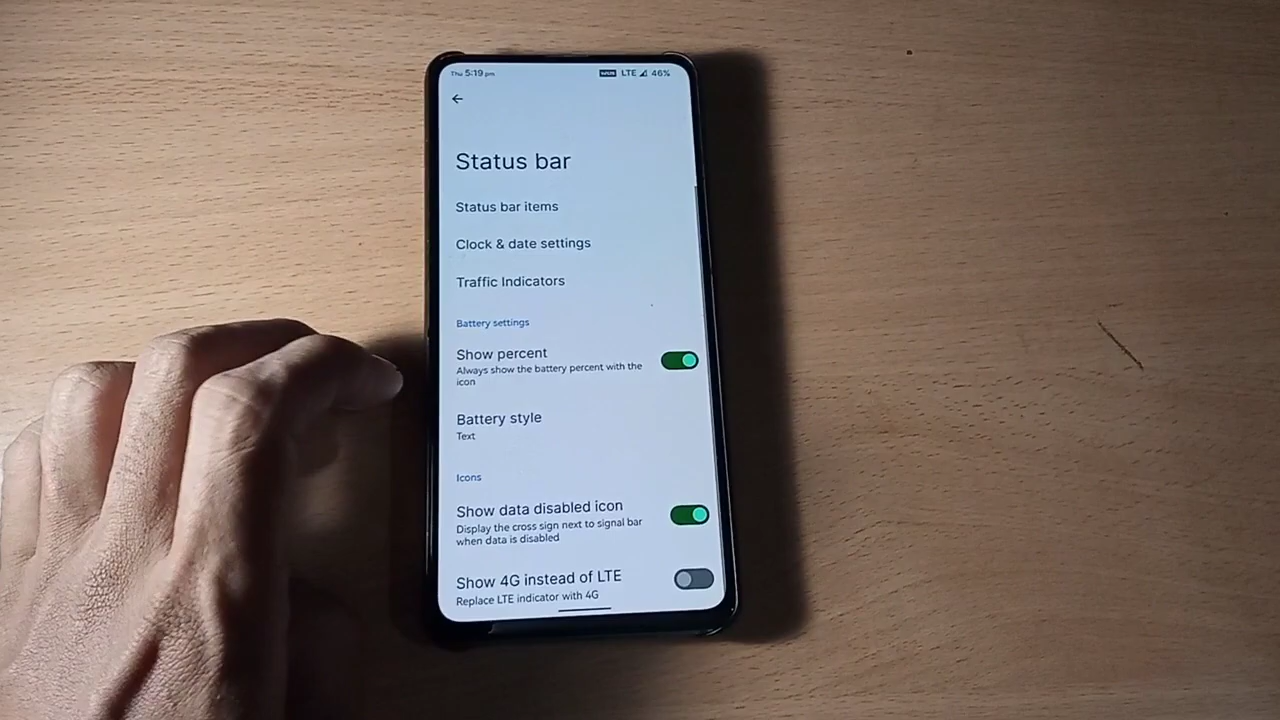 Thu 5:19 pm LTE 46%
Status bar
Status bar items
Clock & date settings
Traffic Indicators
Battery settings
Show percent
Always show the battery percent with the
icon
Battery style
Text
Icons
Show data disabled icon
Display the cross sign next to signal bar
when data is disabled
Show 4G instead of LTE
Replace LTE indicator with 4G